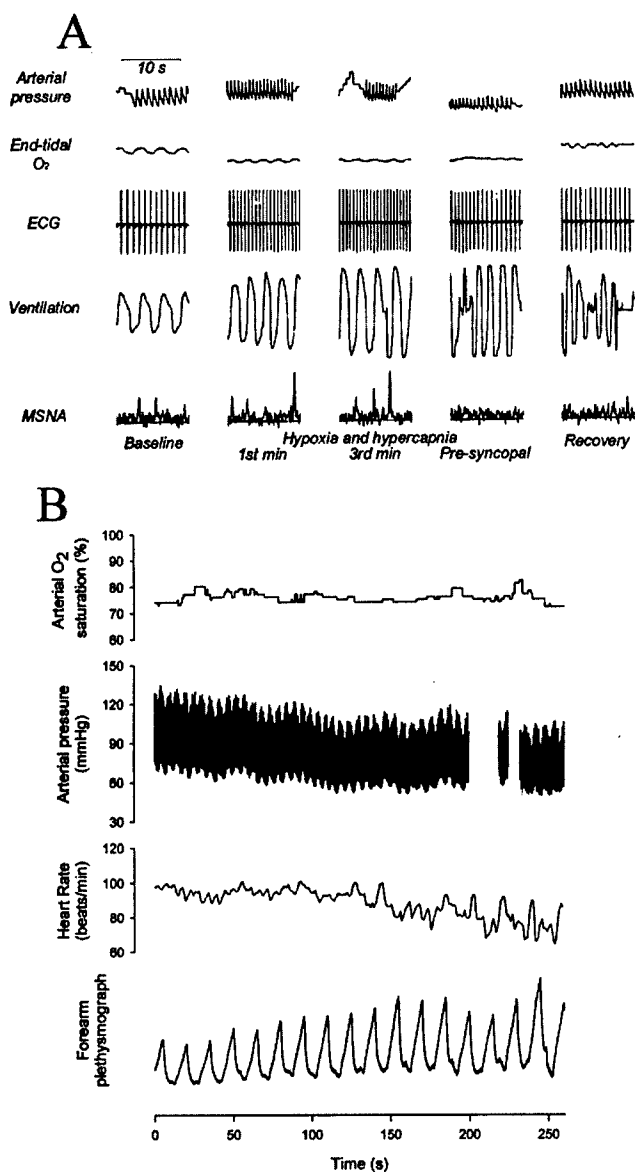 A
10 s
Arterial
pressure
End-tidal
O₂
ECG
Ventilation
MSNA
Baseline
Hypoxia and hypercapnia
1st min
3rd min
Pre-syncopal
Recovery
B
Arterial O₂
saturation (%)
100
90
80
70
60
Arterial pressure
(mmHg)
150
120
90
60
30
Heart Rate
(beats/min)
120
100
80
60
Forearm
plethysmograph
0
50
100
150
200
250
Time (s)